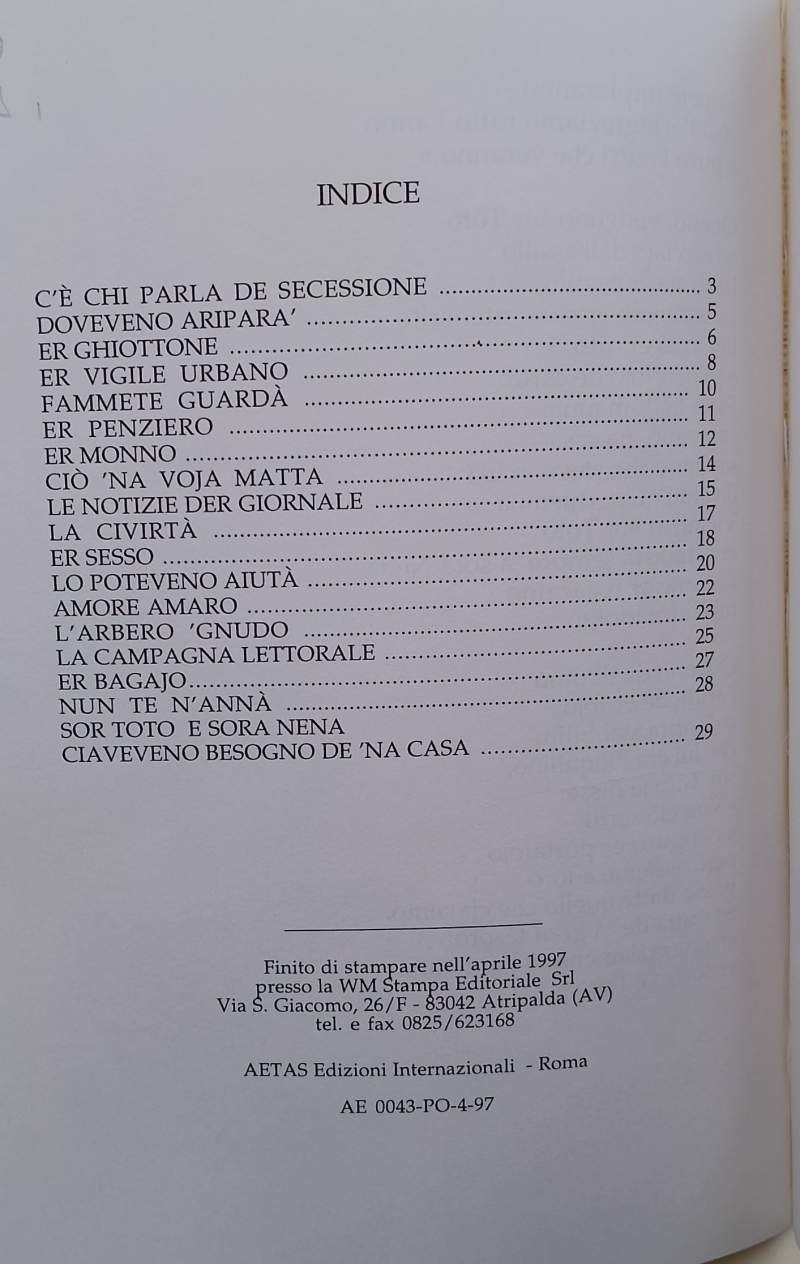 INDICE
C'È CHI PARLA DE SECESSIONE ........................................ 3
DOVEVENO ARIPARA' ........................................ 5
ER GHIOTTONE ........................................ 6
ER VIGILE URBANO ........................................ 8
FAMMETE GUARDÀ ........................................ 10
ER PENZIERO ........................................ 11
ER MONNO ........................................ 12
CIÒ 'NA VOJA MATTA ........................................ 14
LE NOTIZIE DER GIORNALE ........................................ 15
LA CIVIRTÀ ........................................ 17
ER SESSO ........................................ 18
LO POTEVENO AIUTÀ ........................................ 20
AMORE AMARO ........................................ 22
L'ARBERO 'GNUDO ........................................ 23
LA CAMPAGNA LETTORALE ........................................ 25
ER BAGAJO ........................................ 27
NUN TE N'ANNÀ ........................................ 28
SOR TOTO E SORA NENA
CIAVEVENO BESOGNO DE 'NA CASA .............................. 29
Finito di stampare nell'aprile 1997
presso la WM Stampa Editoriale Srl
Via S. Giacomo, 26/F - 83042 Atripalda (AV)
tel. e fax 0825/623168
AETAS Edizioni Internazionali - Roma
AE 0043-PO-4-97